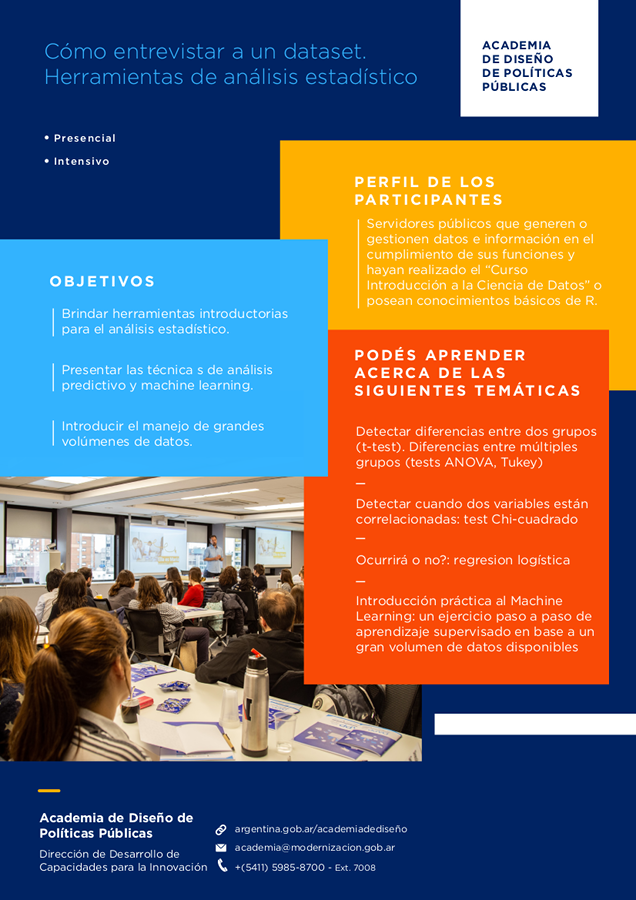 Cómo entrevistar a un dataset.
Herramientas de análisis estadístico
ACADEMIA
DE DISEÑO
DE POLÍTICAS
PÚBLICAS
• Presencial
• Intensivo
PERFIL DE LOS
PARTICIPANTES
Servidores públicos que generen o
gestionen datos e información en el
cumplimiento de sus funciones y
hayan realizado el “Curso
Introducción a la Ciencia de Datos” o
posean conocimientos básicos de R.
OBJETIVOS
Brindar herramientas introductorias
para el análisis estadístico.
Presentar las técnica s de análisis
predictivo y machine learning.
Introducir el manejo de grandes
volúmenes de datos.
PODÉS APRENDER
ACERCA DE LAS
SIGUIENTES TEMÁTICAS
Detectar diferencias entre dos grupos
(t-test). Diferencias entre múltiples
grupos (tests ANOVA, Tukey)
—
Detectar cuando dos variables están
correlacionadas: test Chi-cuadrado
—
Ocurrirá o no?: regresion logística
—
Introducción práctica al Machine
Learning: un ejercicio paso a paso de
aprendizaje supervisado en base a un
gran volumen de datos disponibles
Academia de Diseño de
Políticas Públicas
Dirección de Desarrollo de
Capacidades para la Innovación
argentina.gob.ar/academiadediseño
academia@modernizacion.gob.ar
+(5411) 5985-8700 - Ext. 7008